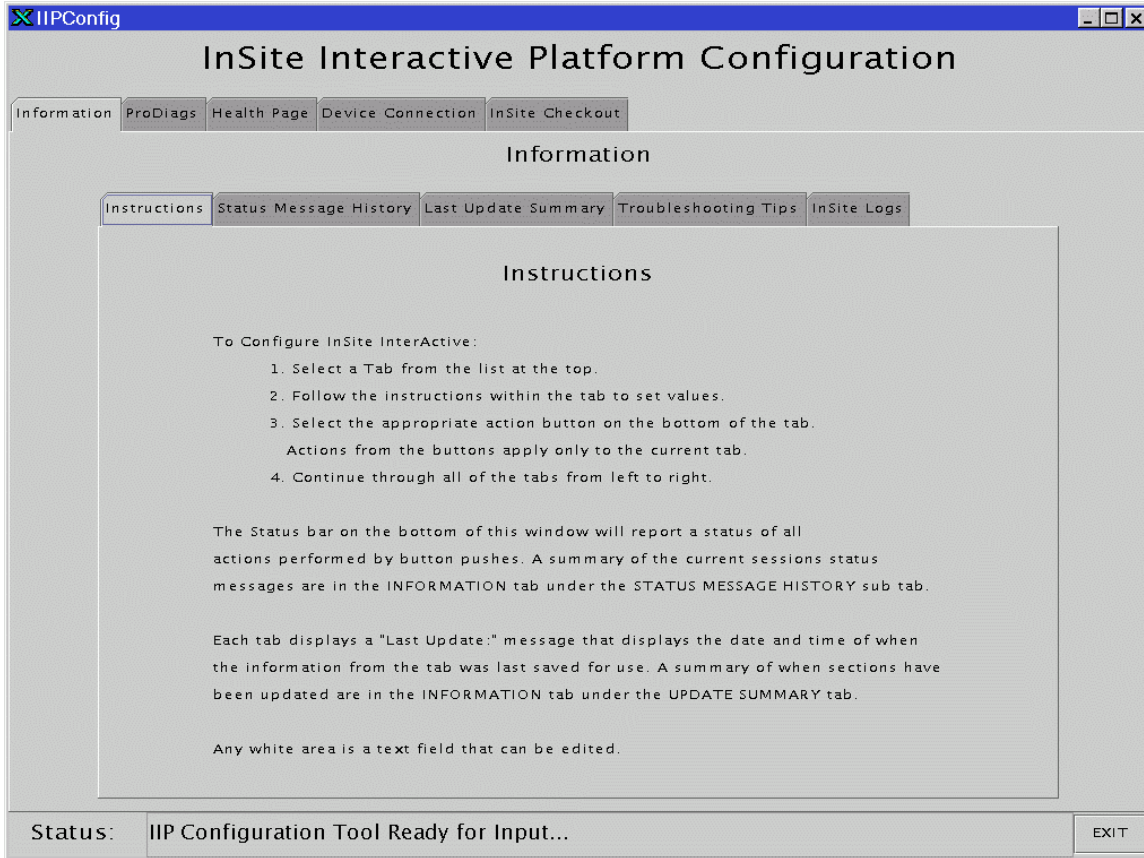 IIPConfig
InSite Interactive Platform Configuration
Information ProDiags Health Page Device Connection InSite Checkout
Information
Instructions Status Message History Last Update Summary Troubleshooting Tips InSite Logs
Instructions
To Configure InSite InterActive:
1. Select a Tab from the list at the top.
2. Follow the instructions within the tab to set values.
3. Select the appropriate action button on the bottom of the tab.
Actions from the buttons apply only to the current tab.
4. Continue through all of the tabs from left to right.
The Status bar on the bottom of this window will report a status of all
actions performed by button pushes. A summary of the current sessions status
messages are in the INFORMATION tab under the STATUS MESSAGE HISTORY sub tab.
Each tab displays a "Last Update:" message that displays the date and time of when
the information from the tab was last saved for use. A summary of when sections have
been updated are in the INFORMATION tab under the UPDATE SUMMARY tab.
Any white area is a text field that can be edited.
Status: IIP Configuration Tool Ready for Input... EXIT